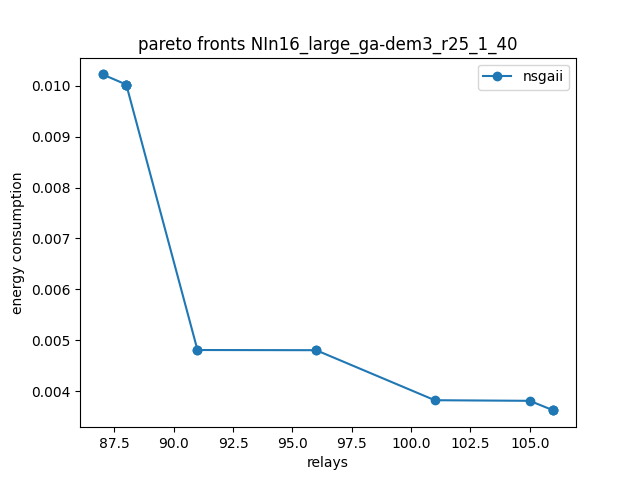 pareto fronts NIn16_large_ga-dem3_r25_1_40
nsgaii
0.010
0.009
0.008
0.007
0.006
0.005
0.004
energy consumption
87.5 90.0 92.5 95.0 97.5 100.0 102.5 105.0
relays